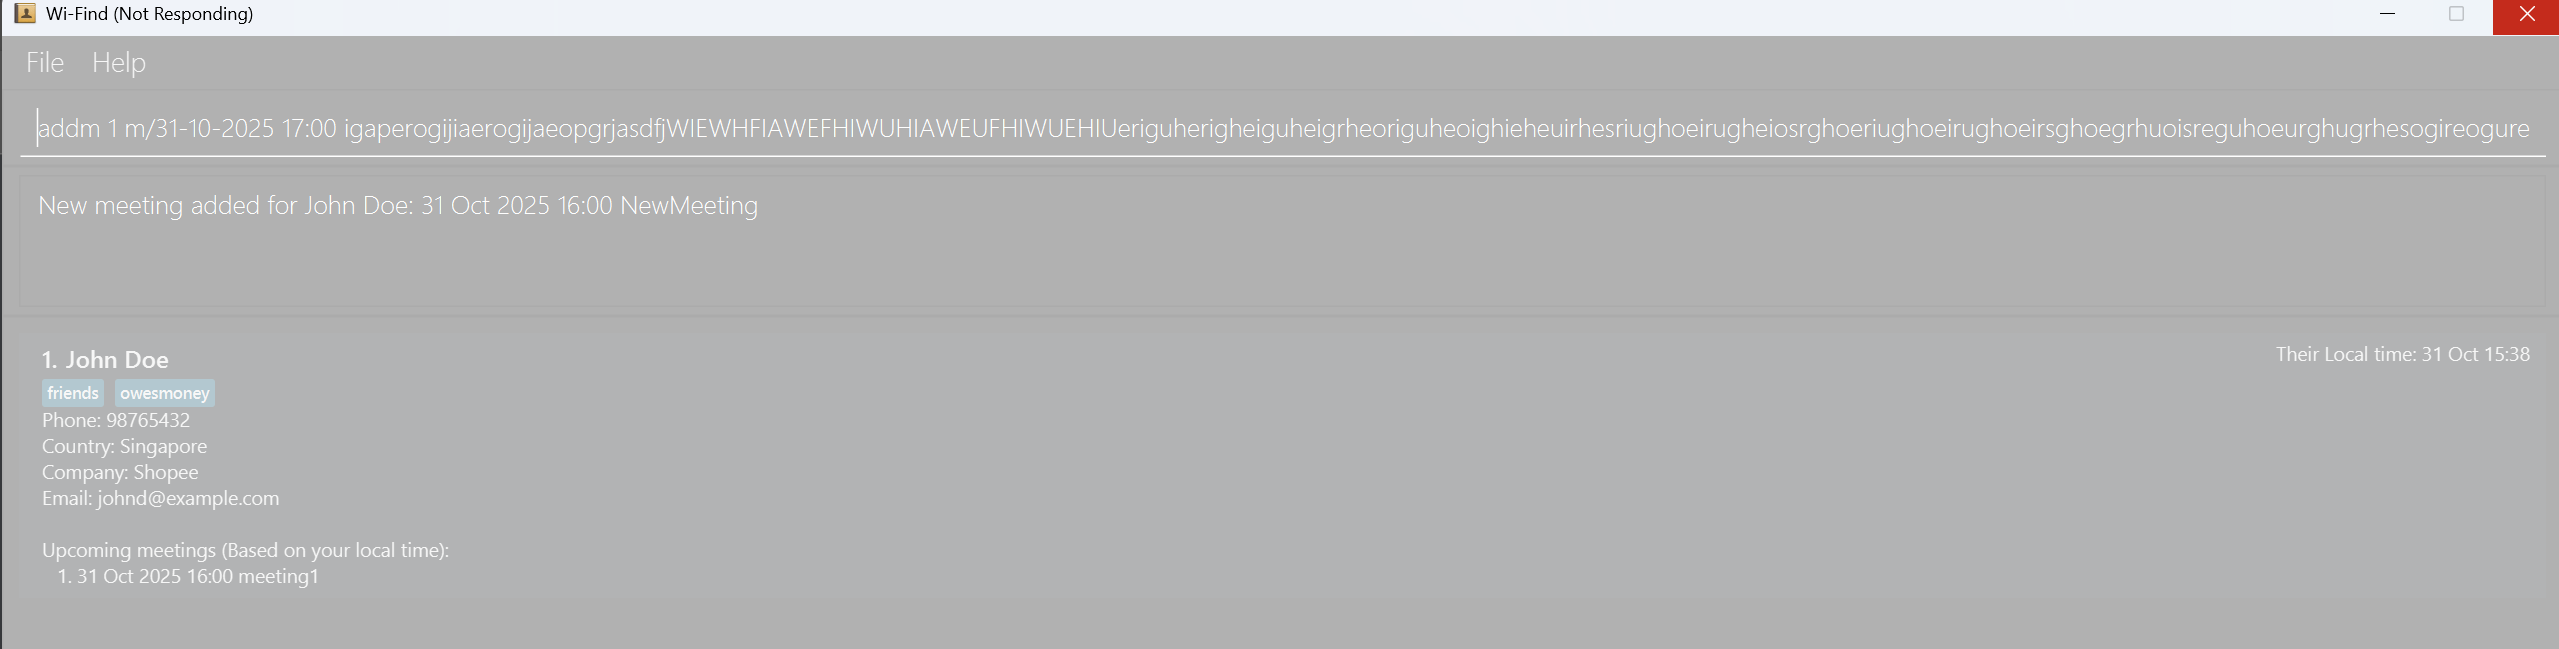 Wi-Find (Not Responding)
File Help
addm 1 m/31-10-2025 17:00 igaperogijiaerogijaeopgrjasdfjWIEWHFIAWEFHIWUHIAWEUFHIWUEHIUeriguherigheiguheigrheoriguheoighieheuirhesriughoeirugheiosrghoeriughoeirughoeirsghoegrhuoisreguhoeurghugrhesogireogure
New meeting added for John Doe: 31 Oct 2025 16:00 NewMeeting
1. John Doe
Their Local time: 31 Oct 15:38
friends owesmoney
Phone: 98765432
Country: Singapore
Company: Shopee
Email: johnd@example.com
Upcoming meetings (Based on your local time):
1. 31 Oct 2025 16:00 meeting1